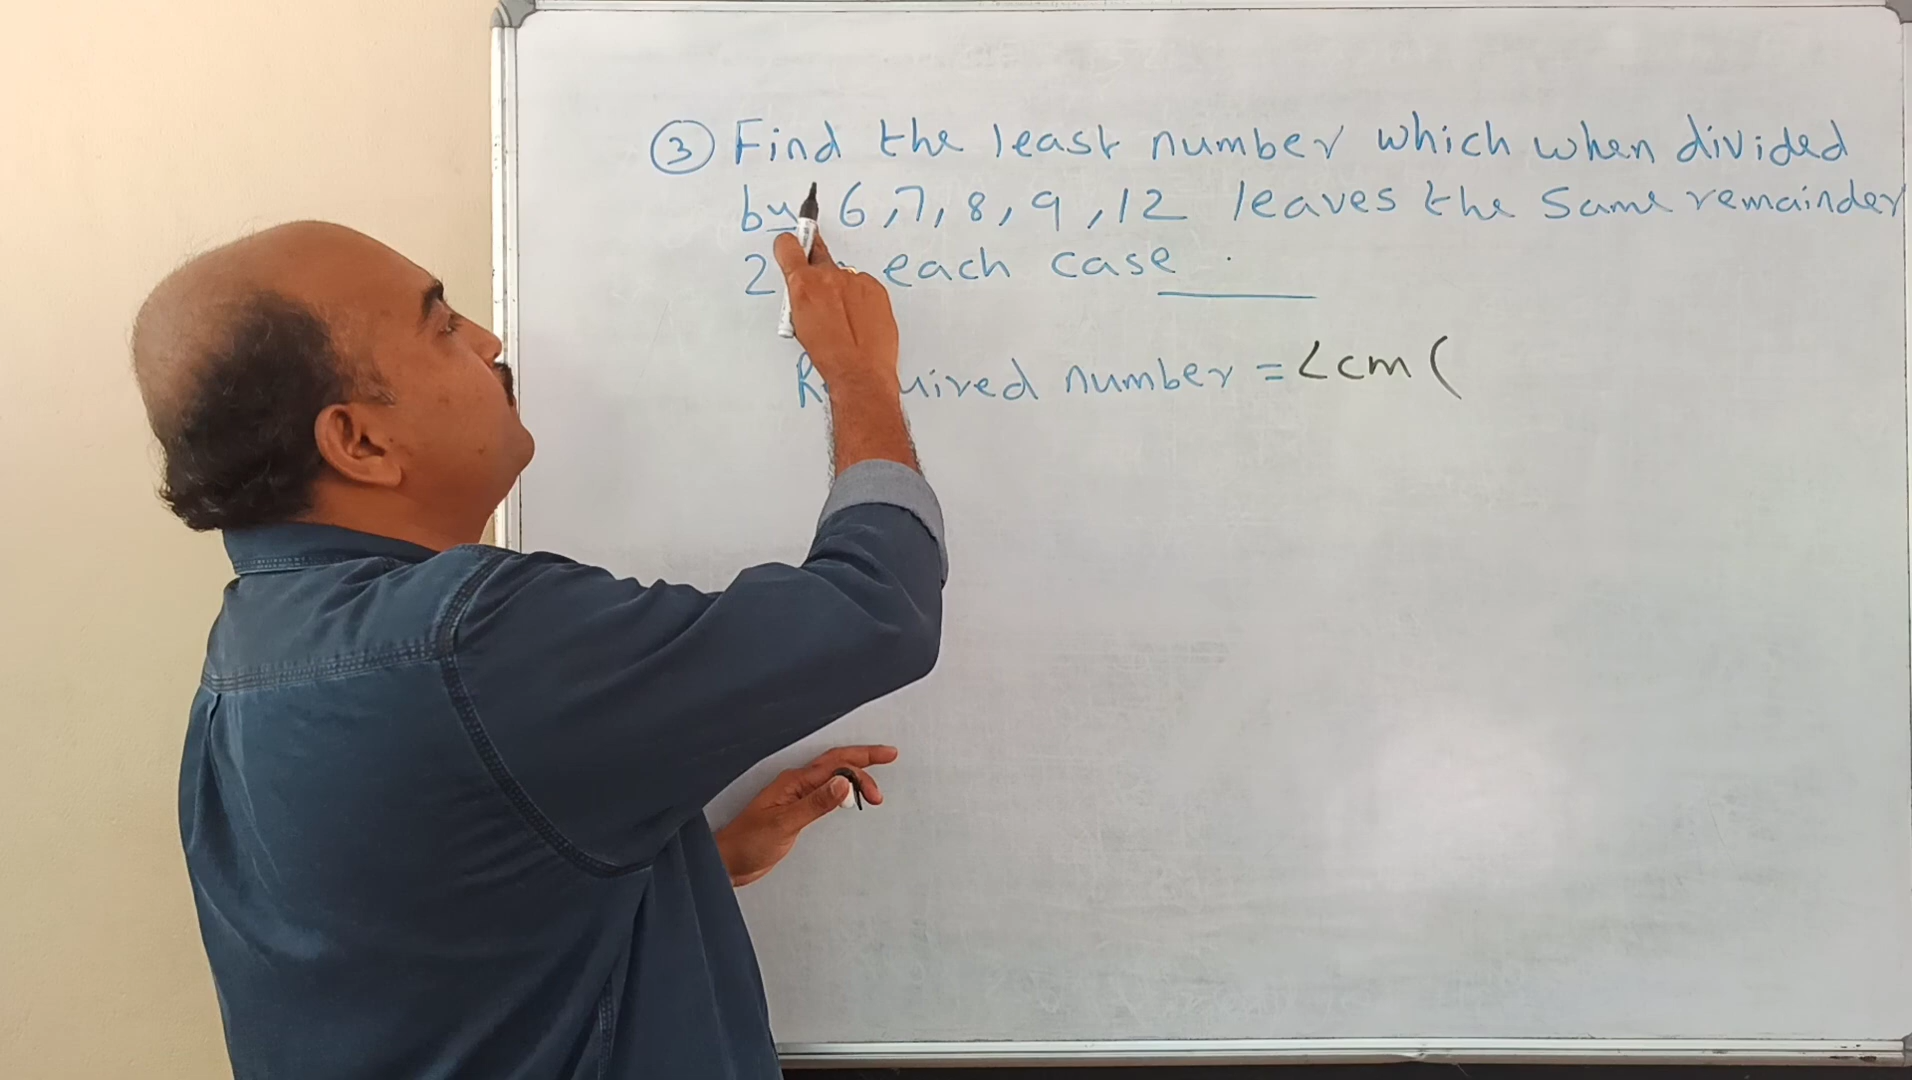 3 Find the least number which when divided
by 6, 7, 8, 9, 12 leaves the same remainder
2 each case ______.
number = Lcm (